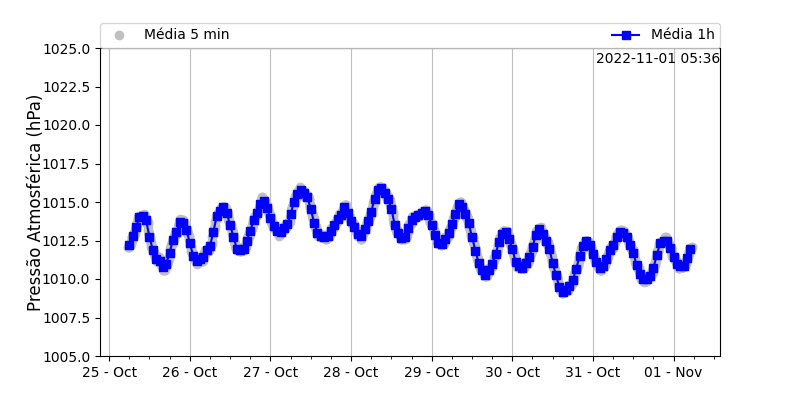 Média 5 min
Média 1h
2022-11-01 05:36
Pressão Atmosférica (hPa)
1025.0
1022.5
1020.0
1017.5
1015.0
1012.5
1010.0
1007.5
1005.0
25 - Oct
26 - Oct
27 - Oct
28 - Oct
29 - Oct
30 - Oct
31 - Oct
01 - Nov